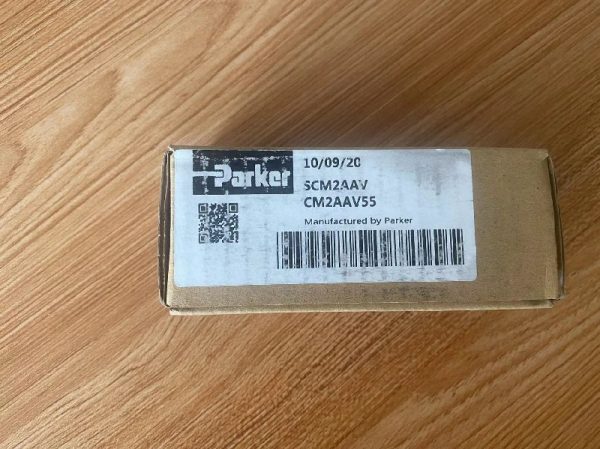 Parker
10/09/20
SCM2AAV
CM2AAV55
Manufactured by Parker